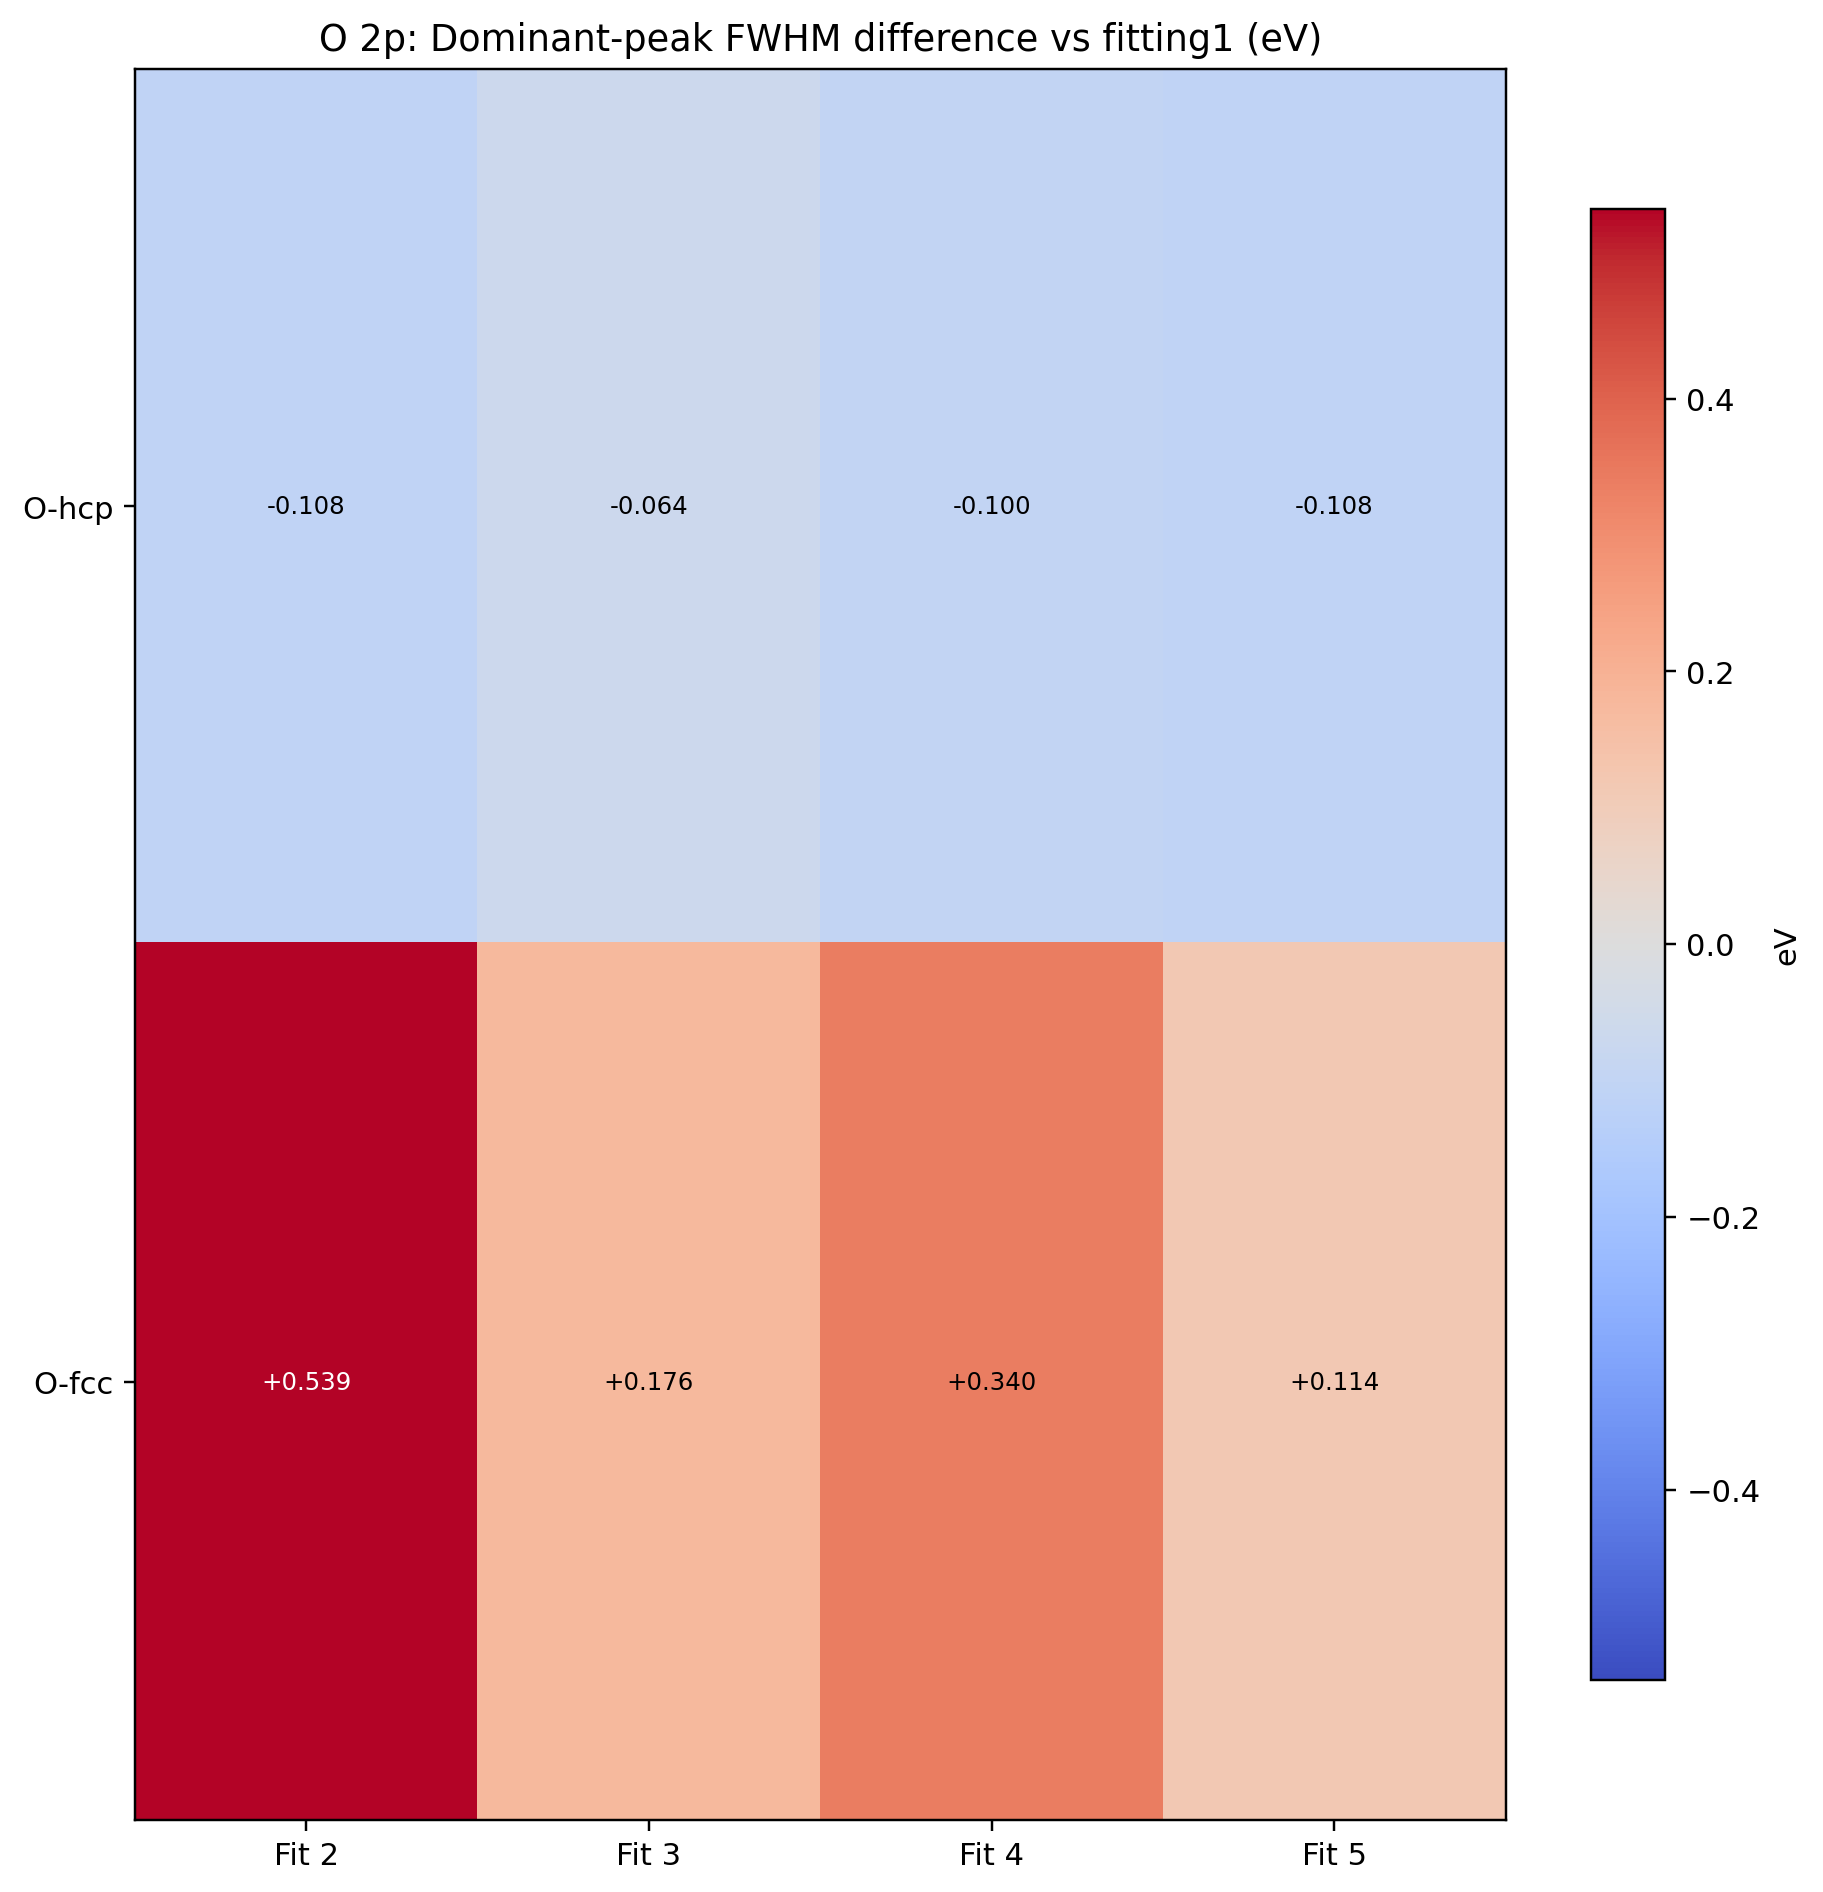 O 2p: Dominant-peak FWHM difference vs fitting1 (eV)
O-hcp
-0.108
-0.064
-0.100
-0.108
O-fcc
+0.539
+0.176
+0.340
+0.114
Fit 2
Fit 3
Fit 4
Fit 5
0.4
0.2
0.0
−0.2
−0.4
eV